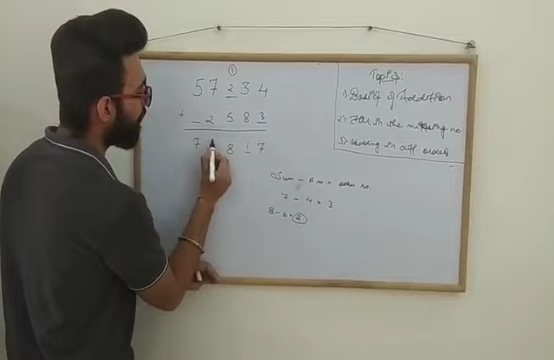 ①
5 7 2 3 4
+ _ 2 5 8 3
7 8 1 7
Sum - A no = other no.
7 - 4 = 3
8 - 6 = 2
Topic:
1) Basics of Addition
2) Fill in the missing no
3) Adding in diff orders